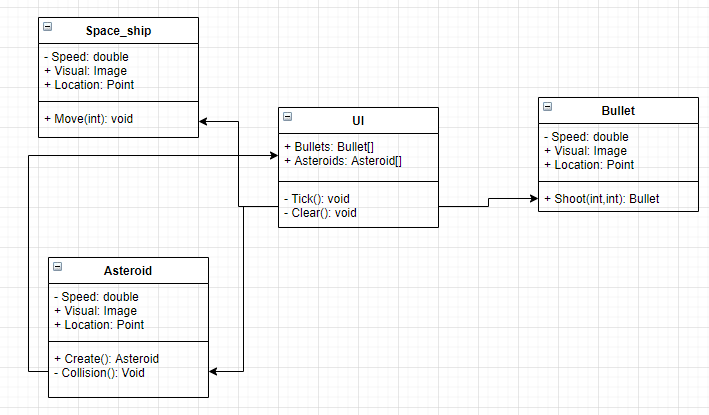 Space_ship
- Speed: double
+ Visual: Image
+ Location: Point
+ Move(int): void
UI
+ Bullets: Bullet[]
+ Asteroids: Asteroid[]
- Tick(): void
- Clear(): void
Bullet
- Speed: double
+ Visual: Image
+ Location: Point
+ Shoot(int,int): Bullet
Asteroid
- Speed: double
+ Visual: Image
+ Location: Point
+ Create(): Asteroid
- Collision(): Void